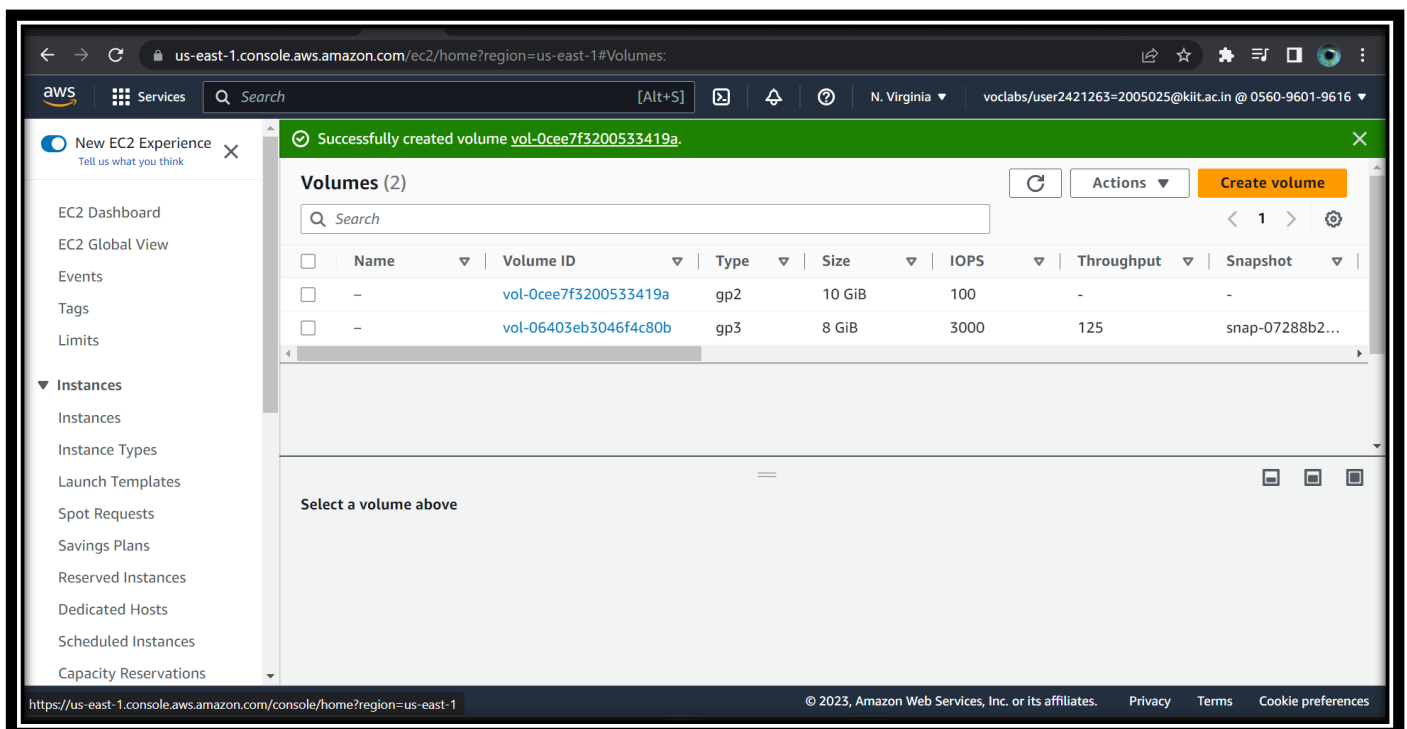 us-east-1.console.aws.amazon.com/ec2/home?region=us-east-1#Volumes:
aws Services Search [Alt+S] N. Virginia ▼ voclabs/user2421263=2005025@kiit.ac.in @ 0560-9601-9616 ▼
New EC2 Experience
Tell us what you think
EC2 Dashboard
EC2 Global View
Events
Tags
Limits
Instances
Instances
Instance Types
Launch Templates
Spot Requests
Savings Plans
Reserved Instances
Dedicated Hosts
Scheduled Instances
Capacity Reservations
Successfully created volume vol-0cee7f3200533419a.
Volumes (2) Actions ▼ Create volume
Search 1
Name Volume ID Type Size IOPS Throughput Snapshot
– vol-0cee7f3200533419a gp2 10 GiB 100 - -
– vol-06403eb3046f4c80b gp3 8 GiB 3000 125 snap-07288b2...
Select a volume above
https://us-east-1.console.aws.amazon.com/console/home?region=us-east-1
© 2023, Amazon Web Services, Inc. or its affiliates. Privacy Terms Cookie preferences